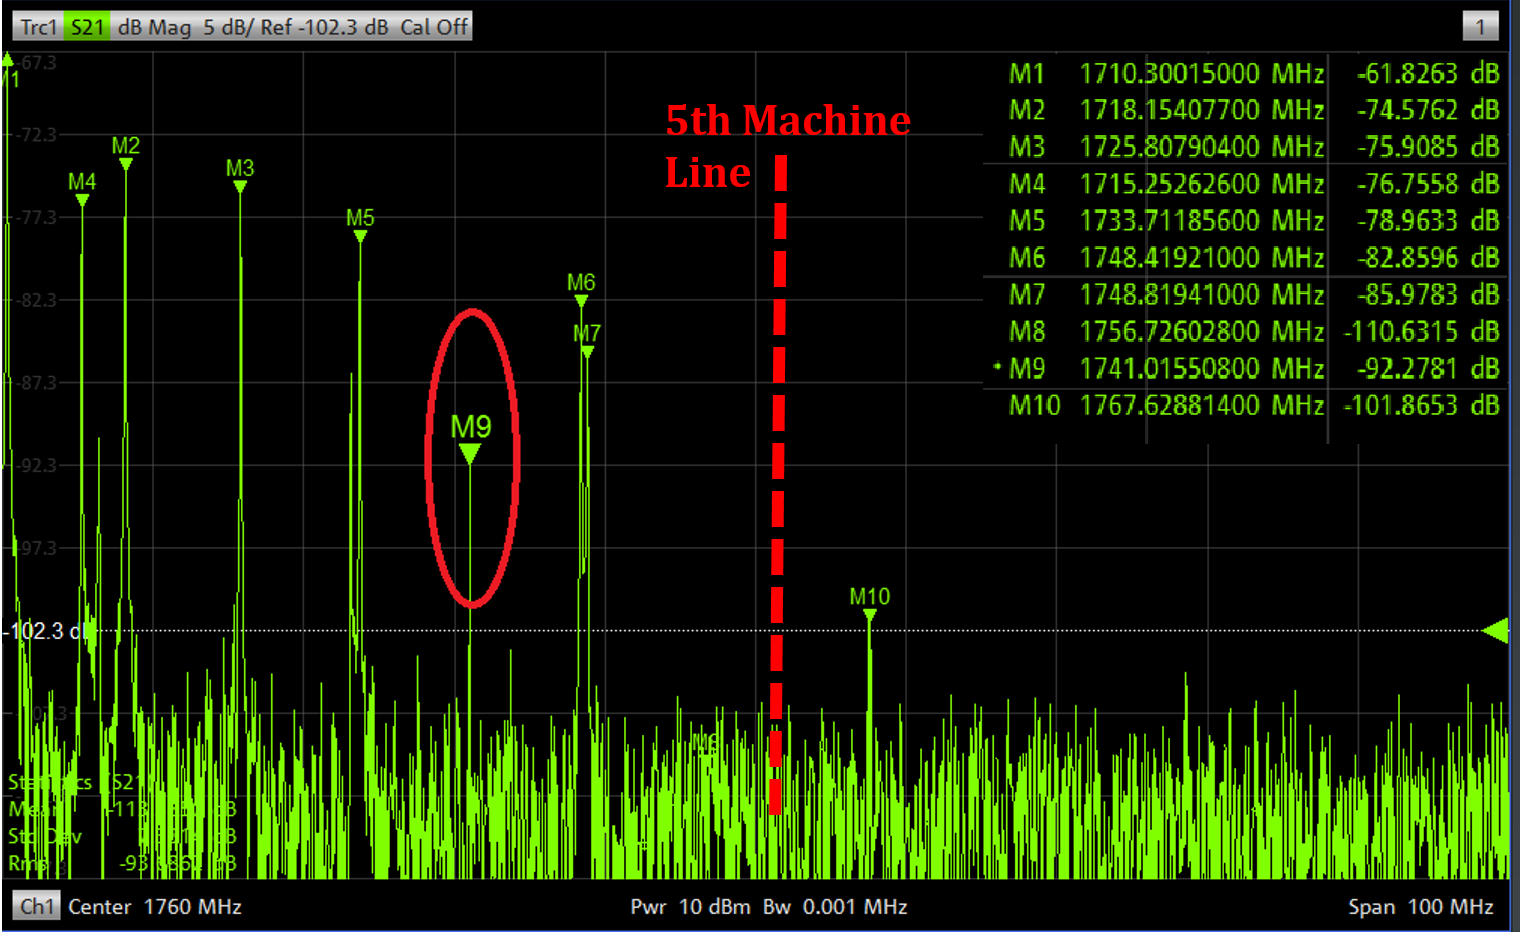 Trc1 S21 dB Mag 5 dB/ Ref -102.3 dB Cal Off
1
-67.3
M1 1710.30015000 MHz -61.8263 dB
M2 1718.15407700 MHz -74.5762 dB
M3 1725.80790400 MHz -75.9085 dB
M4 1715.25262600 MHz -76.7558 dB
M5 1733.71185600 MHz -78.9633 dB
M6 1748.41921000 MHz -82.8596 dB
M7 1748.81941000 MHz -85.9783 dB
M8 1756.72602800 MHz -110.6315 dB
M9 1741.01550800 MHz -92.2781 dB
M10 1767.62881400 MHz -101.8653 dB
5th Machine
Line
-72.3
M2
M3
M4
-77.3
M5
M6
-82.3
M7
-87.3
M9
-92.3
-97.3
M10
-102.3
Ch1 Center 1760 MHz Pwr 10 dBm Bw 0.001 MHz Span 100 MHz